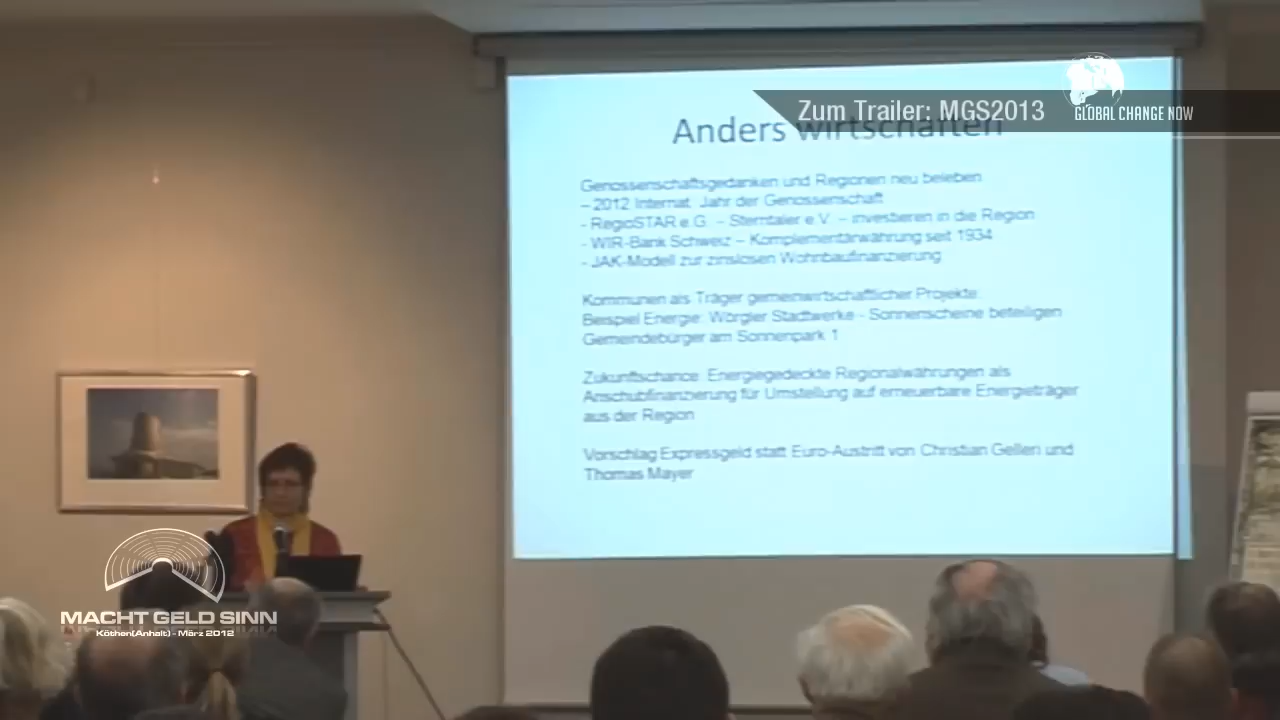 Zum Trailer: MGS2013
GLOBAL CHANGE NOW
Anders wirtschaften
Genossenschaftsgedanken und Regionen neu beleben
– 2012 Internat. Jahr der Genossenschaft
- RegioSTAR e.G. – Sterntaler e.V. – investieren in die Region
- WIR-Bank Schweiz – Komplementärwährung seit 1934
- JAK-Modell zur zinslosen Wohnbaufinanzierung
Kommunen als Träger gemeinwirtschaftlicher Projekte:
Beispiel Energie: Wörgler Stadtwerke - Sonnenscheine beteiligen
Gemeindebürger am Sonnenpark 1
Zukunftschance: Energiegedeckte Regionalwährungen als
Anschubfinanzierung für Umstellung auf erneuerbare Energieträger
aus der Region
Vorschlag Expressgeld statt Euro-Austritt von Christian Gelleri und
Thomas Mayer
MACHT GELD SINN
Köthen(Anhalt) - März 2012